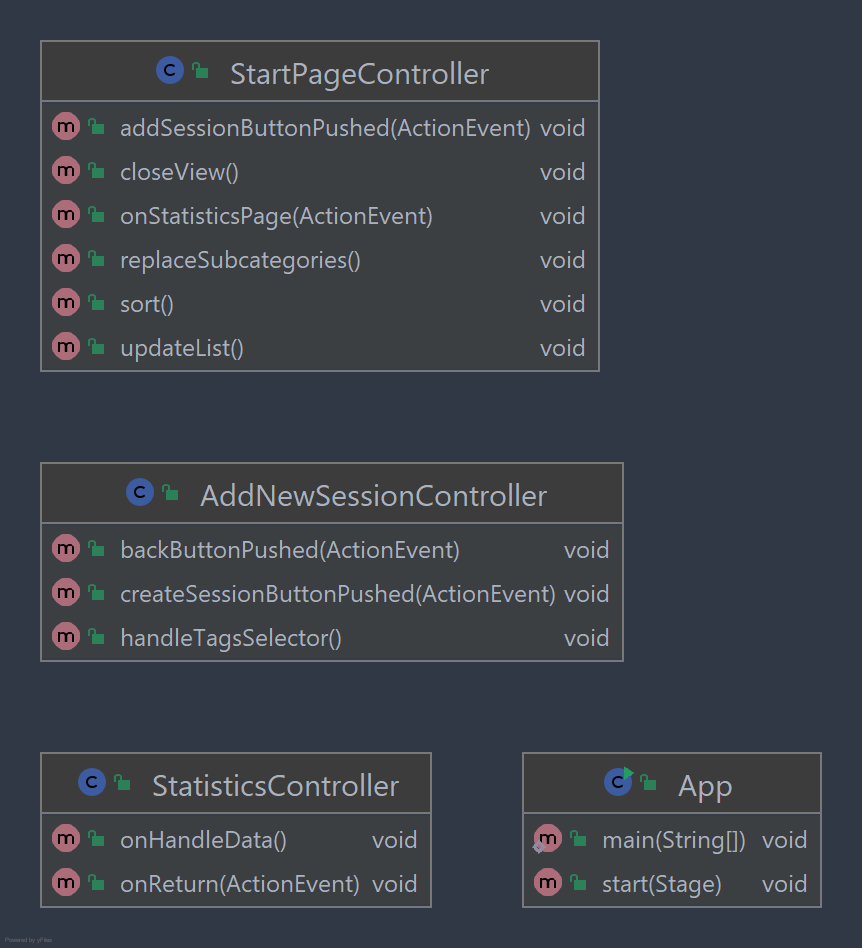 C StartPageController
m addSessionButtonPushed(ActionEvent) void
m closeView() void
m onStatisticsPage(ActionEvent) void
m replaceSubcategories() void
m sort() void
m updateList() void
C AddNewSessionController
m backButtonPushed(ActionEvent) void
m createSessionButtonPushed(ActionEvent) void
m handleTagsSelector() void
C StatisticsController
m onHandleData() void
m onReturn(ActionEvent) void
C App
m main(String[]) void
m start(Stage) void
Powered by yFiles